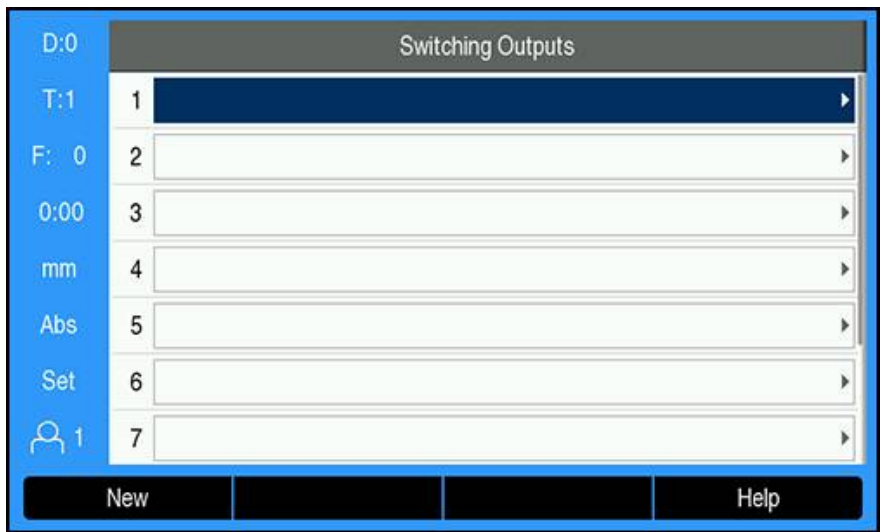 D:0
Switching Outputs
T:1
1
F: 0
2
0:00
3
mm
4
Abs
5
Set
6
1
7
New
Help